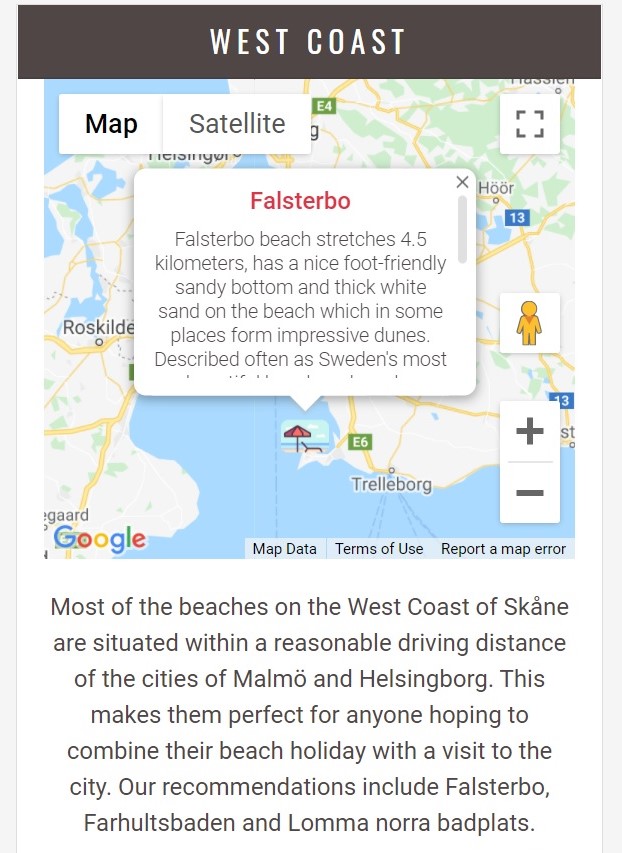 WEST COAST
E4
Map
Satellite
g
Höör
13
Falsterbo
Falsterbo beach stretches 4.5
kilometers, has a nice foot-friendly
sandy bottom and thick white
sand on the beach which in some
places form impressive dunes.
Described often as Sweden's most
Roskilde
13
st
E6
Trelleborg
egaard
Google
Map Data
Terms of Use
Report a map error
Most of the beaches on the West Coast of Skåne
are situated within a reasonable driving distance
of the cities of Malmö and Helsingborg. This
makes them perfect for anyone hoping to
combine their beach holiday with a visit to the
city. Our recommendations include Falsterbo,
Farhultsbaden and Lomma norra badplats.